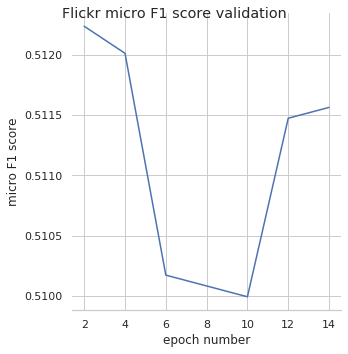 Flickr micro F1 score validation
0.5120
0.5115
0.5110
0.5105
0.5100
micro F1 score
2 4 6 8 10 12 14
epoch number